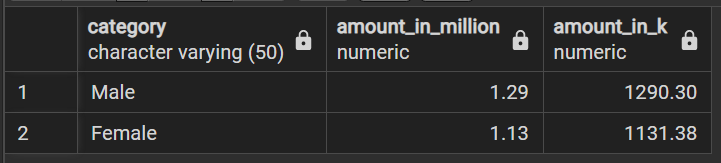 category amount_in_million amount_in_k
character varying (50) numeric numeric
1 Male 1.29 1290.30
2 Female 1.13 1131.38